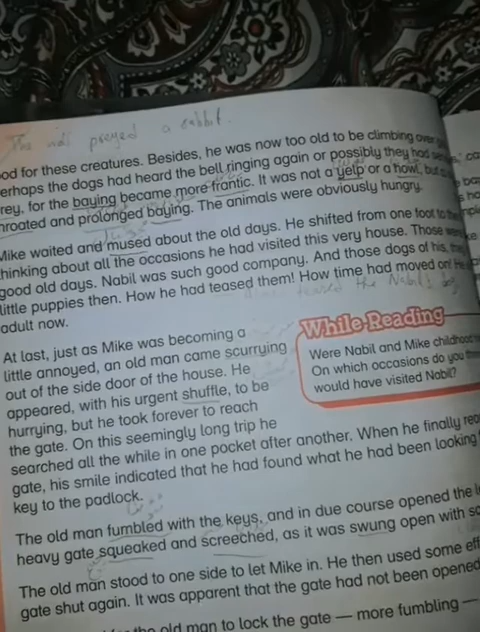 preyed a rabbit.
ood for these creatures. Besides, he was now too old to be climbing over
erhaps the dogs had heard the bell ringing again or possibly they had
rey, for the baying became more frantic. It was not a yelp or a howl, but
hroated and prolonged baying. The animals were obviously hungry.
Mike waited and mused about the old days. He shifted from one foot to the
hinking about all the occasions he had visited this very house. Those were
good old days. Nabil was such good company. And those dogs of his, the
little puppies then. How he had teased them! How time had moved on!
adult now.
teased the Nabil's dog
At last, just as Mike was becoming a
little annoyed, an old man came scurrying
out of the side door of the house. He
appeared, with his urgent shuffle, to be
hurrying, but he took forever to reach
the gate. On this seemingly long trip he
searched all the while in one pocket after another. When he finally rea
gate, his smile indicated that he had found what he had been looking
key to the padlock.
While Reading
Were Nabil and Mike childhood
On which occasions do you
would have visited Nabil?
The old man fumbled with the keys, and in due course opened the
heavy gate squeaked and screeched, as it was swung open with
The old man stood to one side to let Mike in. He then used some eff
gate shut again. It was apparent that the gate had not been opened
the old man to lock the gate — more fumbling —